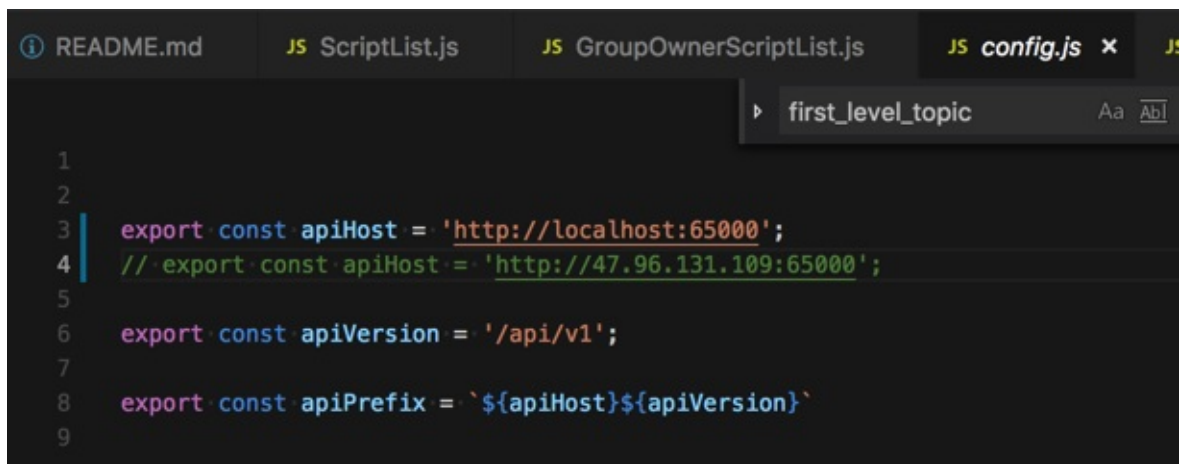 README.md JS ScriptList.js JS GroupOwnerScriptList.js JS config.js × JS
first_level_topic Aa Abl
1
2
3 export const apiHost = 'http://localhost:65000';
4 // export const apiHost = 'http://47.96.131.109:65000';
5
6 export const apiVersion = '/api/v1';
7
8 export const apiPrefix = `${apiHost}${apiVersion}`
9